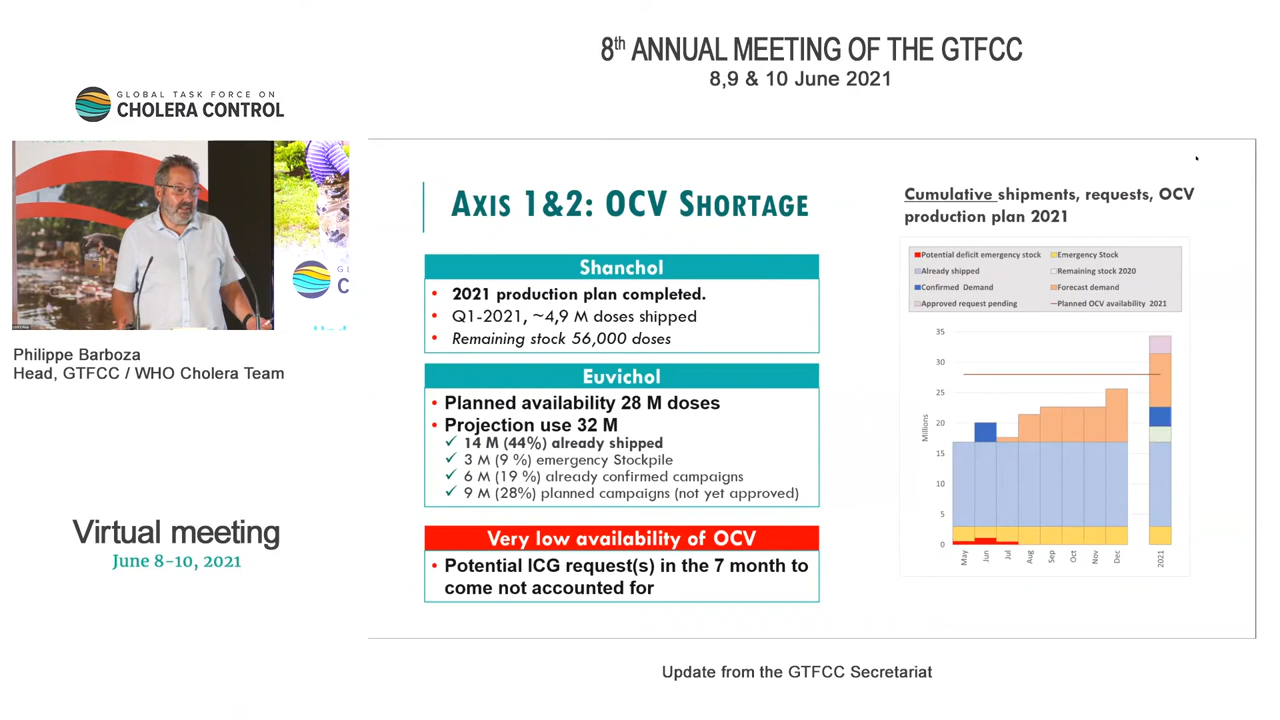 8th ANNUAL MEETING OF THE GTFCC
8,9 & 10 June 2021
GLOBAL TASK FORCE ON
CHOLERA CONTROL
Philippe Barboza
Head, GTFCC / WHO Cholera Team
Virtual meeting
June 8-10, 2021
AXIS 1&2: OCV SHORTAGE
Shanchol
• 2021 production plan completed.
• Q1-2021, ~4,9 M doses shipped
• Remaining stock 56,000 doses
Euvichol
• Planned availability 28 M doses
• Projection use 32 M
✓ 14 M (44%) already shipped
✓ 3 M (9 %) emergency Stockpile
✓ 6 M (19 %) already confirmed campaigns
✓ 9 M (28%) planned campaigns (not yet approved)
Very low availability of OCV
• Potential ICG request(s) in the 7 month to
come not accounted for
Cumulative shipments, requests, OCV
production plan 2021
Potential deficit emergency stock
Emergency Stock
Already shipped
Remaining stock 2020
Confirmed Demand
Forecast demand
Approved request pending
Planned OCV availability 2021
Millions
35
30
25
20
15
10
5
0
May
Jun
Jul
Aug
Sep
Oct
Nov
Dec
2021
Update from the GTFCC Secretariat